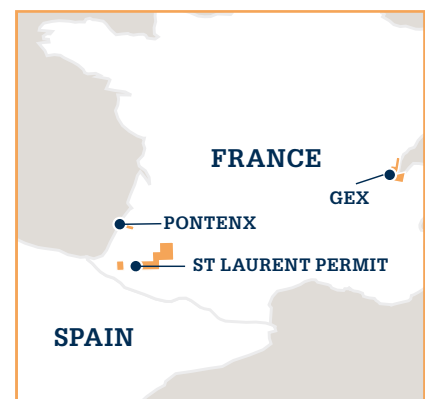 FRANCE
GEX
PONTENX
ST LAURENT PERMIT
SPAIN